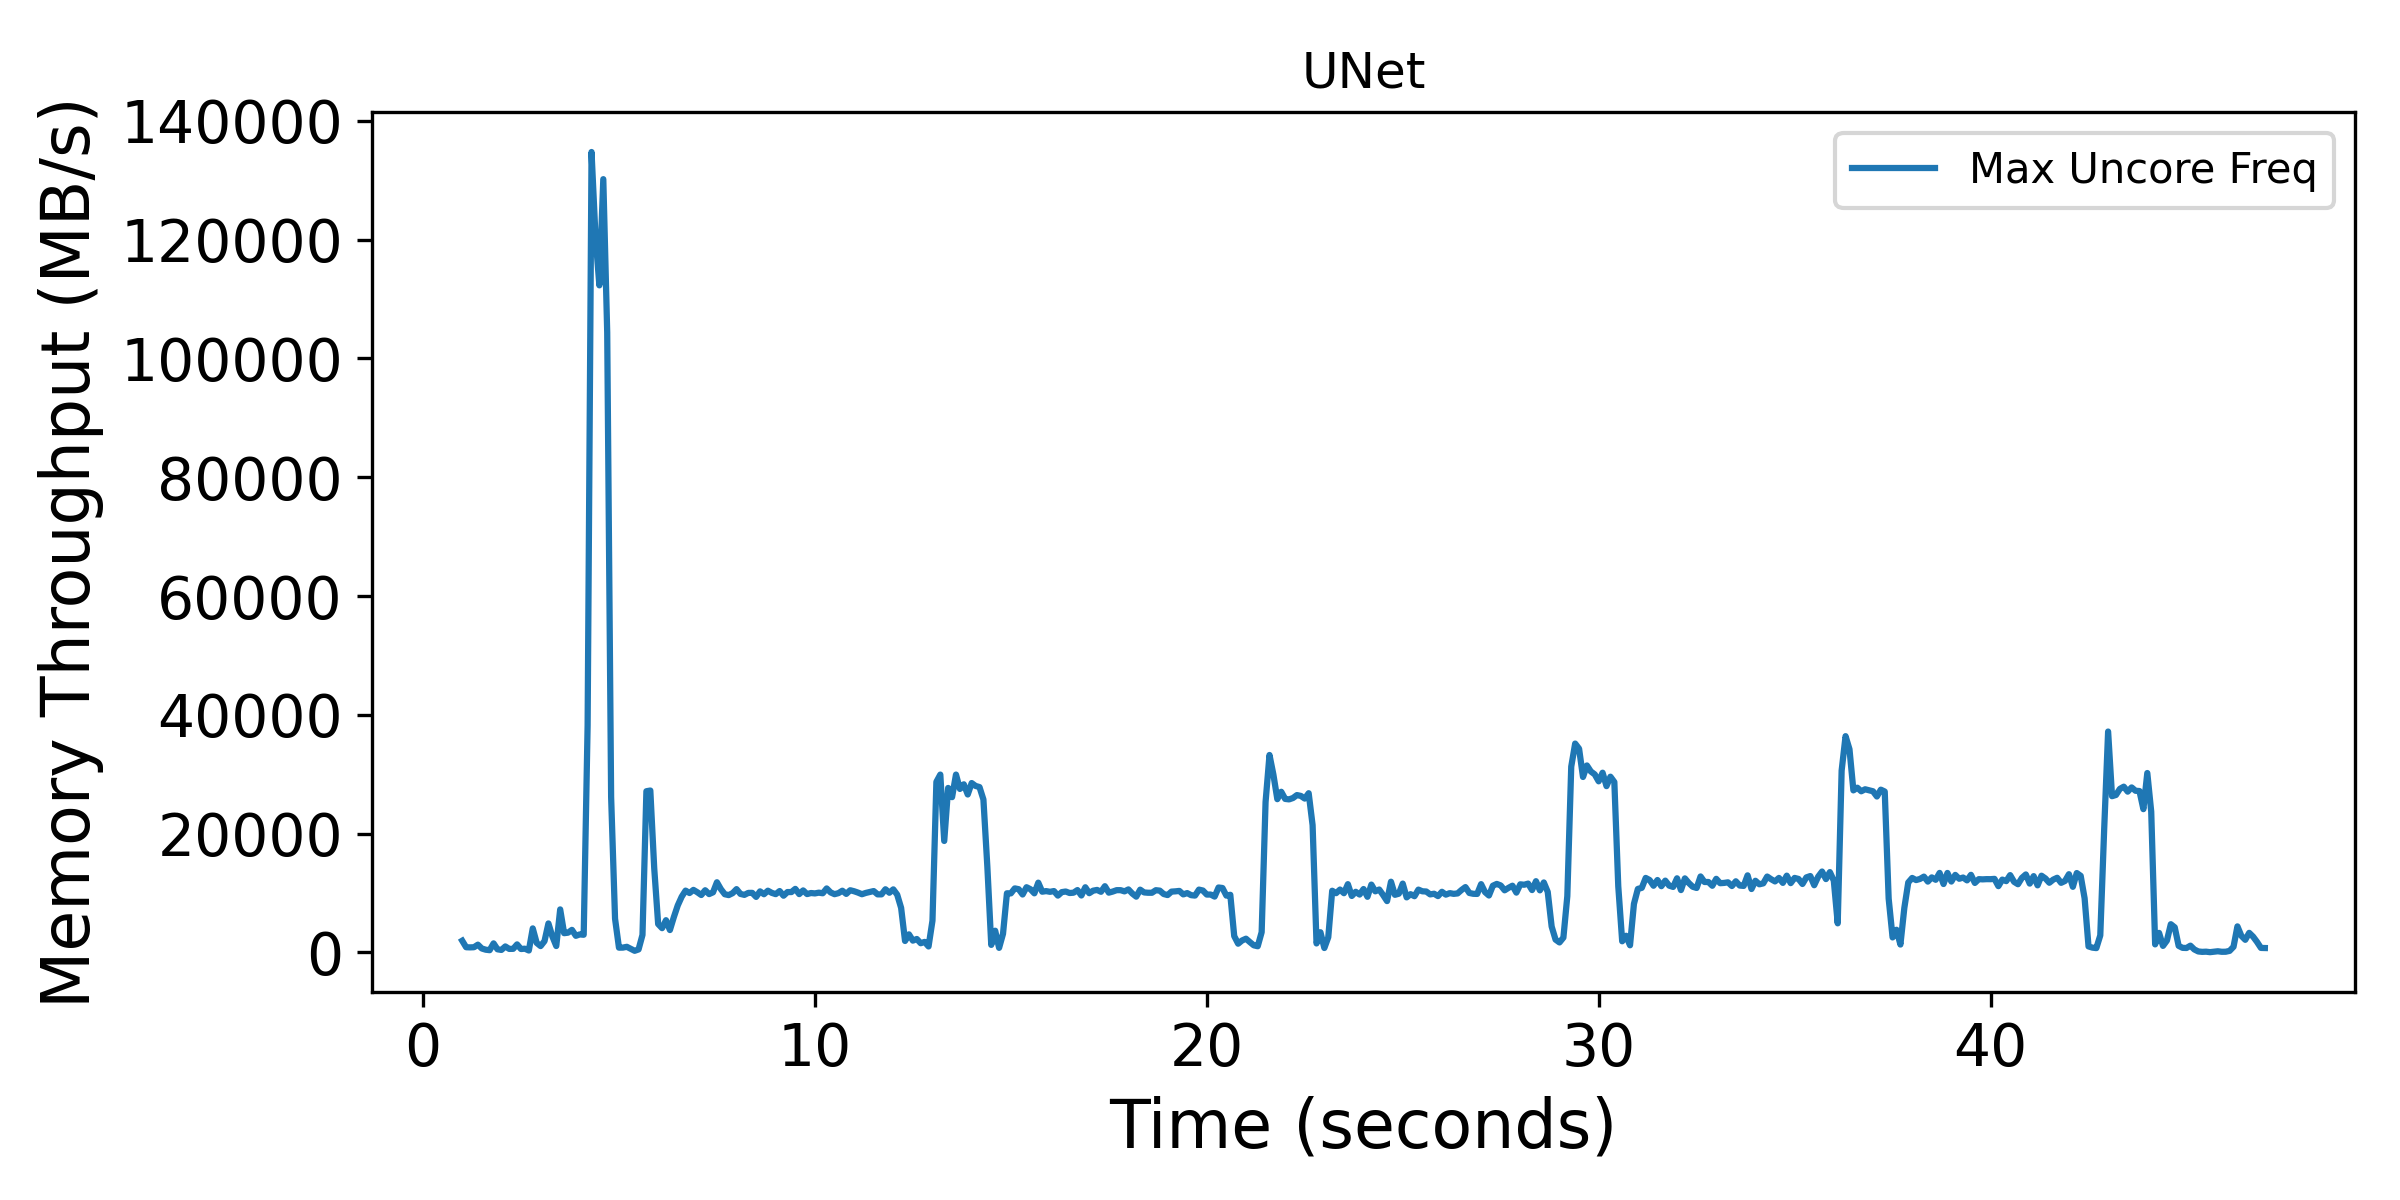 UNet
Memory Throughput (MB/s)
140000
120000
100000
80000
60000
40000
20000
0
Max Uncore Freq
0 10 20 30 40
Time (seconds)